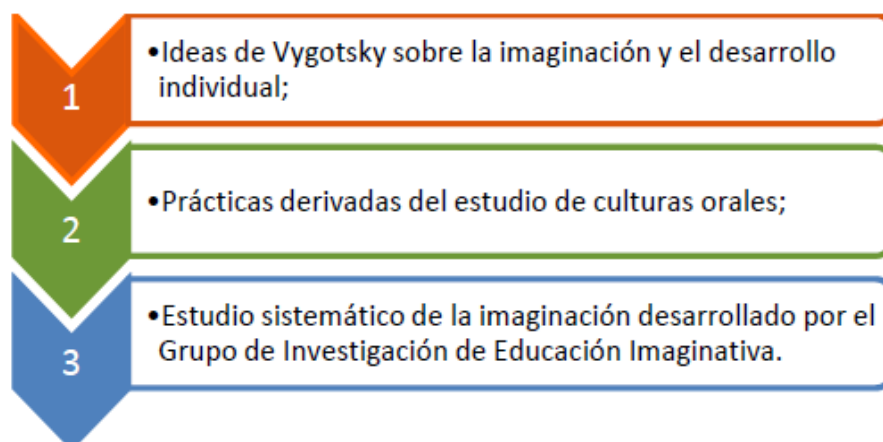 1
•Ideas de Vygotsky sobre la imaginación y el desarrollo
individual;
2
•Prácticas derivadas del estudio de culturas orales;
3
•Estudio sistemático de la imaginación desarrollado por el
Grupo de Investigación de Educación Imaginativa.